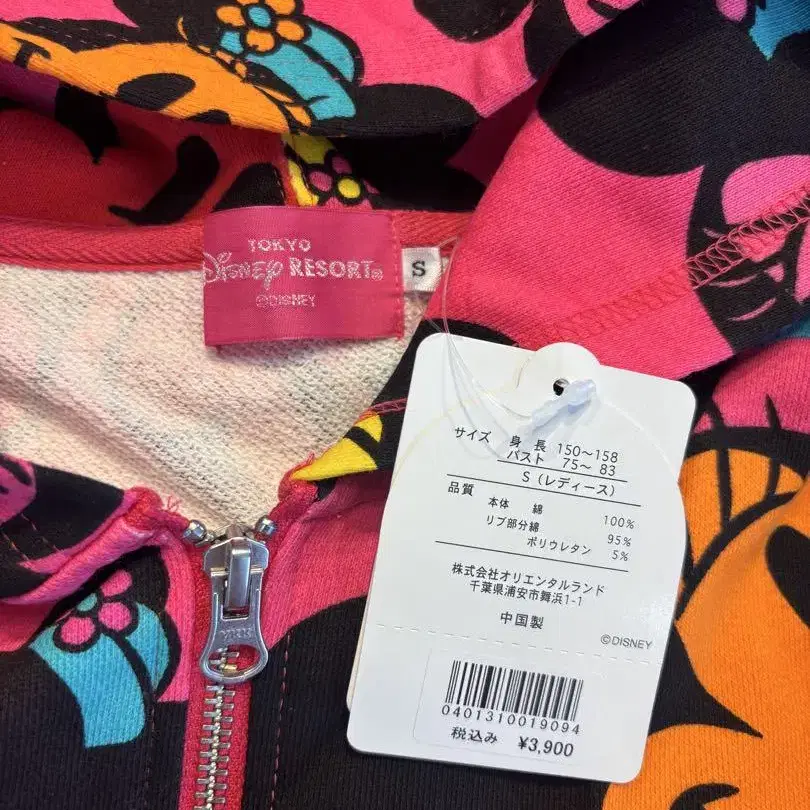 TOKYO
Disney RESORT®
©DISNEY
S
サイズ 身長 150〜158
バスト 75〜 83
S（レディース）
品質
本体 綿 100%
リブ部分綿 95%
ポリウレタン 5%
株式会社オリエンタルランド
千葉県浦安市舞浜1-1
中国製
©DISNEY
0401310019094
税込み ¥3,900
YKK